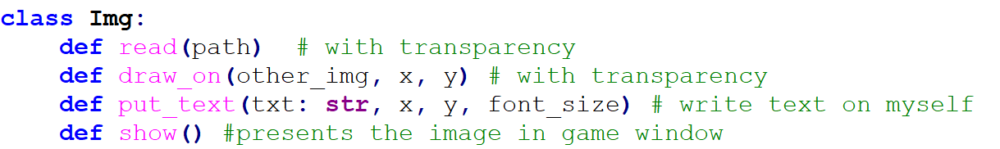 class Img:
    def read(path)  # with transparency
    def draw_on(other_img, x, y) # with transparency
    def put_text(txt: str, x, y, font_size) # write text on myself
    def show() #presents the image in game window